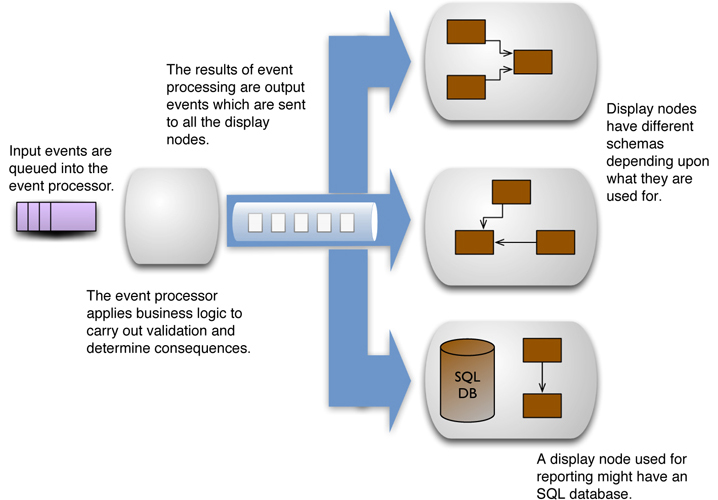 The results of event
processing are output
events which are sent
to all the display
nodes.
Input events are
queued into the
event processor.
Display nodes
have different
schemas
depending upon
what they are
used for.
The event processor
applies business logic to
carry out validation and
determine consequences.
SQL
DB
A display node used for
reporting might have an
SQL database.